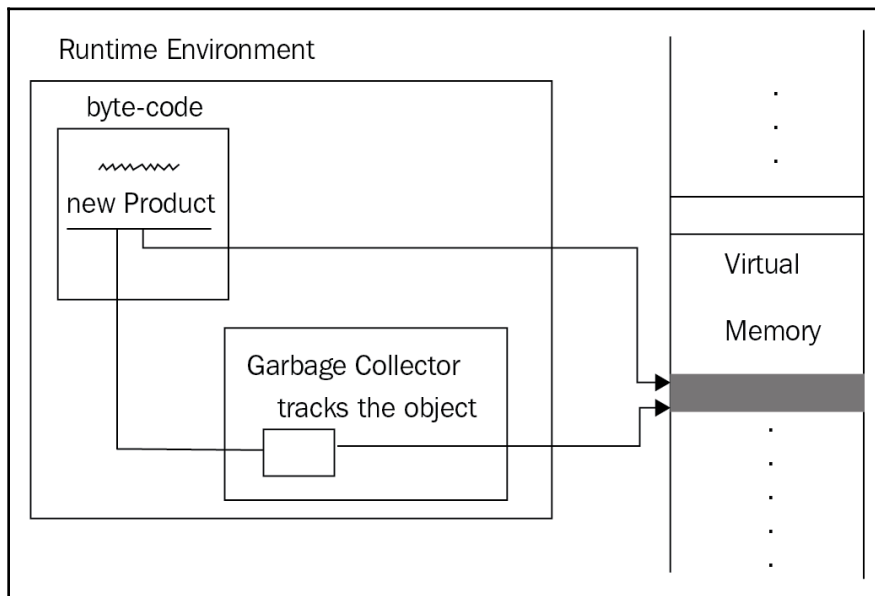 Runtime Environment
byte-code
new Product
Garbage Collector
tracks the object
Virtual
Memory